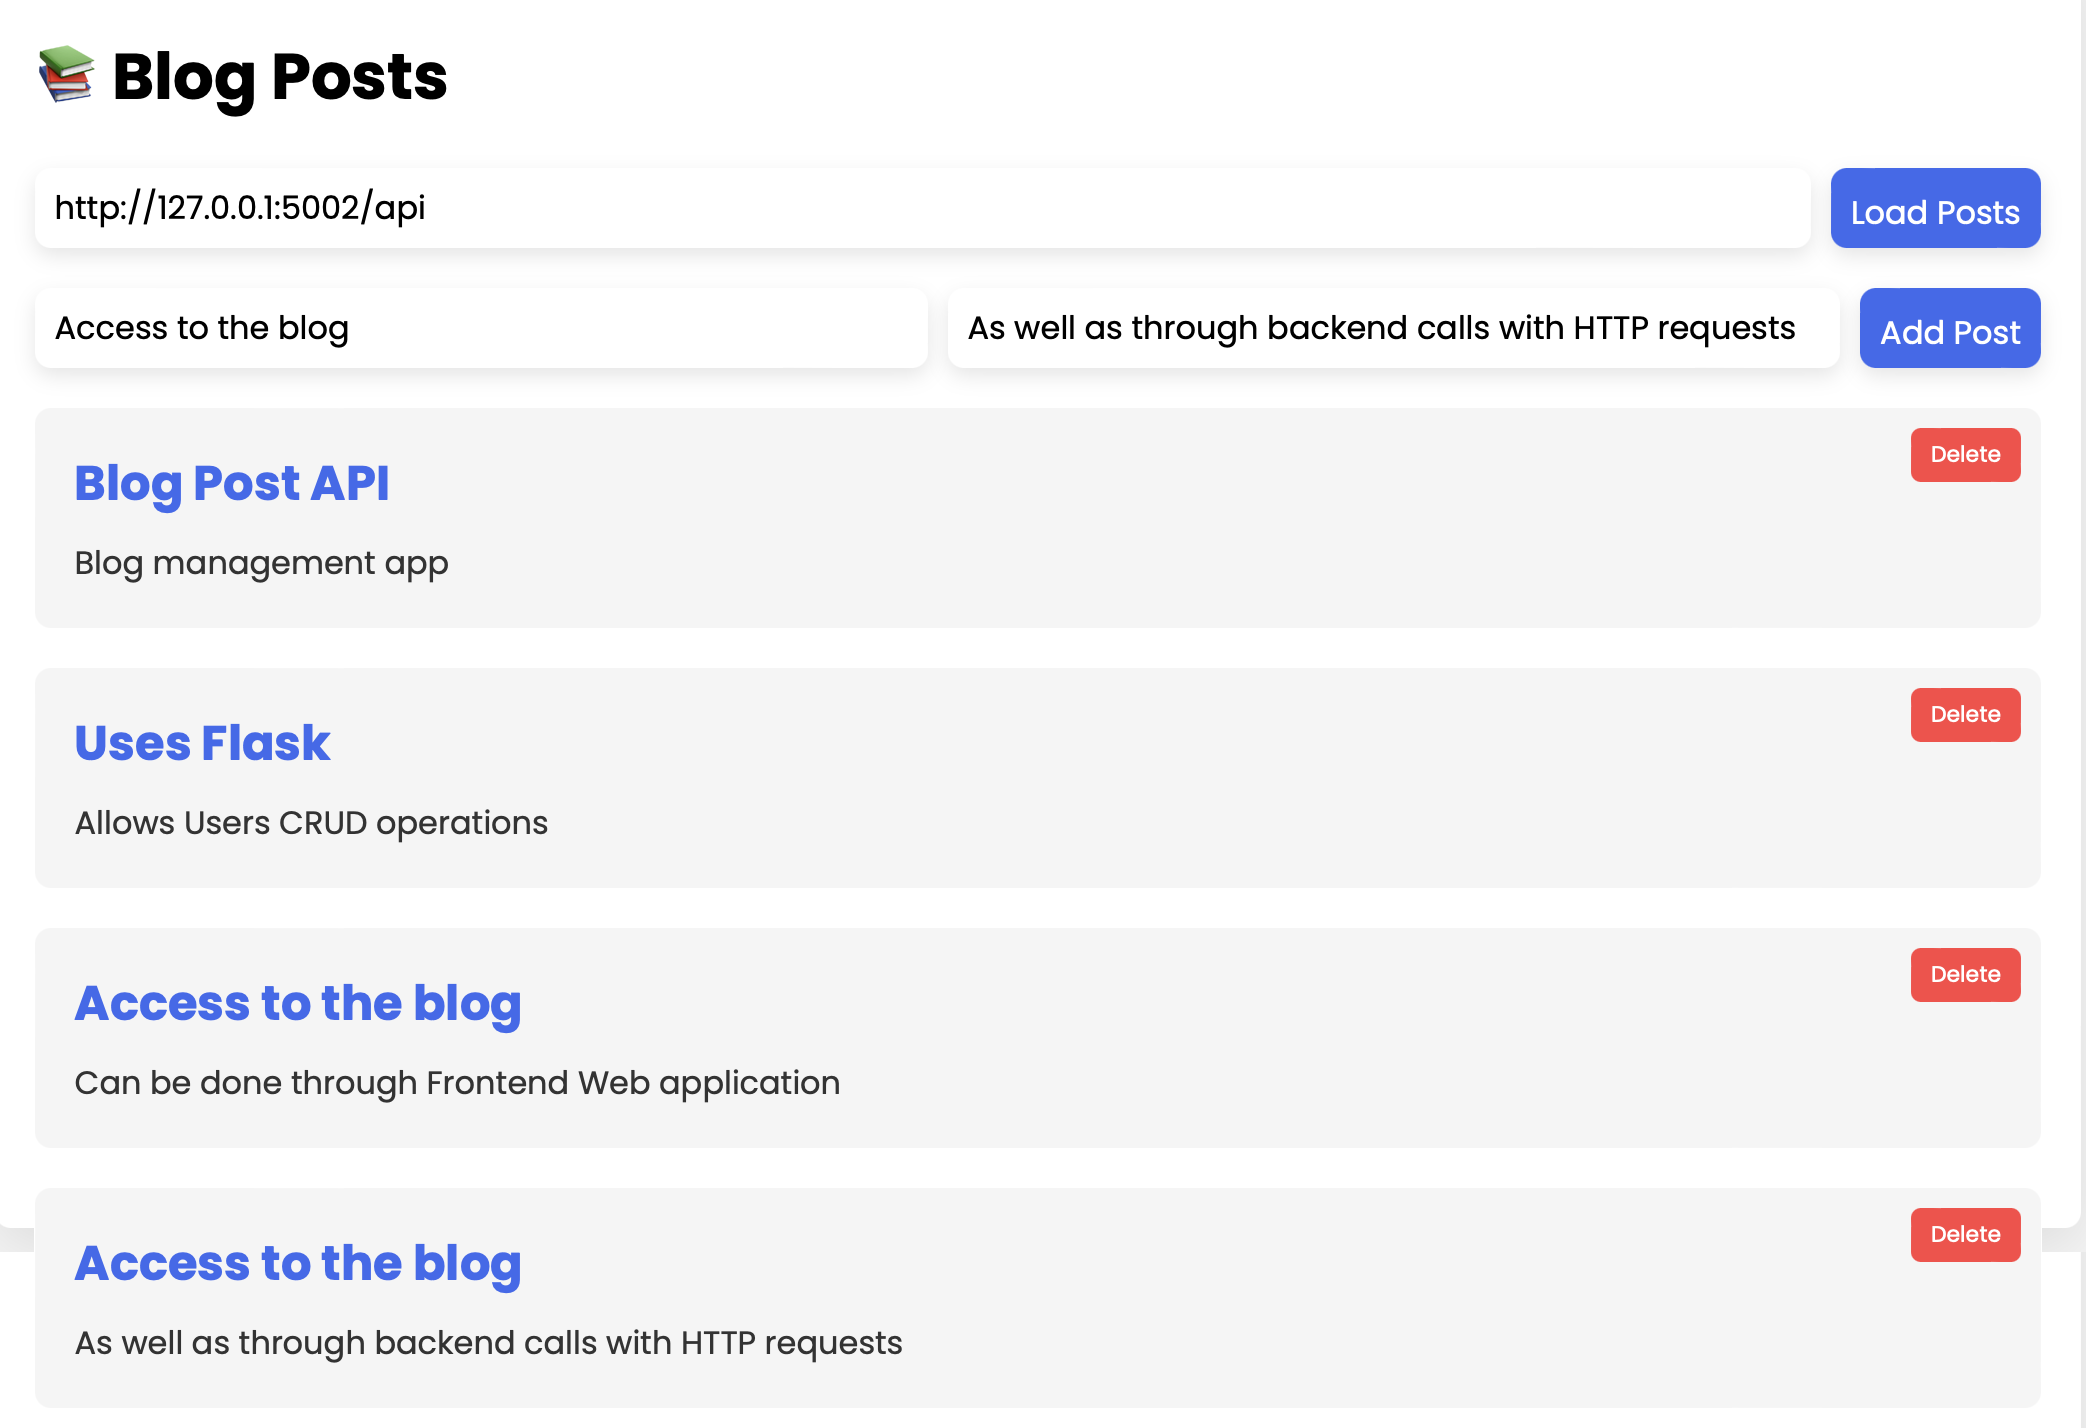 📚 Blog Posts
http://127.0.0.1:5002/api
Load Posts
Access to the blog
As well as through backend calls with HTTP requests
Add Post
Delete
Blog Post API
Blog management app
Delete
Uses Flask
Allows Users CRUD operations
Delete
Access to the blog
Can be done through Frontend Web application
Delete
Access to the blog
As well as through backend calls with HTTP requests